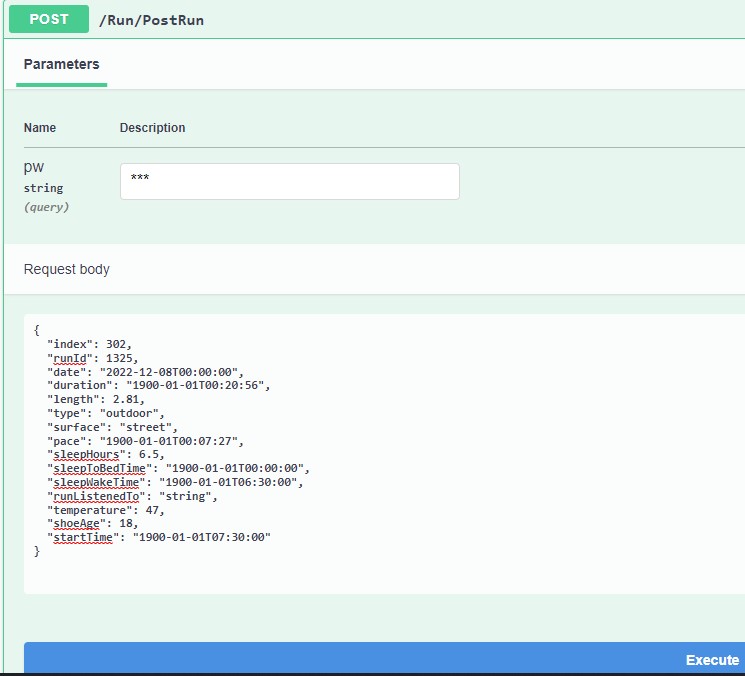 POST /Run/PostRun
Parameters
Name Description
pw
string
(query)
***
Request body
{
"index": 302,
"runId": 1325,
"date": "2022-12-08T00:00:00",
"duration": "1900-01-01T00:20:56",
"length": 2.81,
"type": "outdoor",
"surface": "street",
"pace": "1900-01-01T00:07:27",
"sleepHours": 6.5,
"sleepToBedTime": "1900-01-01T00:00:00",
"sleepWakeTime": "1900-01-01T06:30:00",
"runListenedTo": "string",
"temperature": 47,
"shoeAge": 18,
"startTime": "1900-01-01T07:30:00"
}
Execute